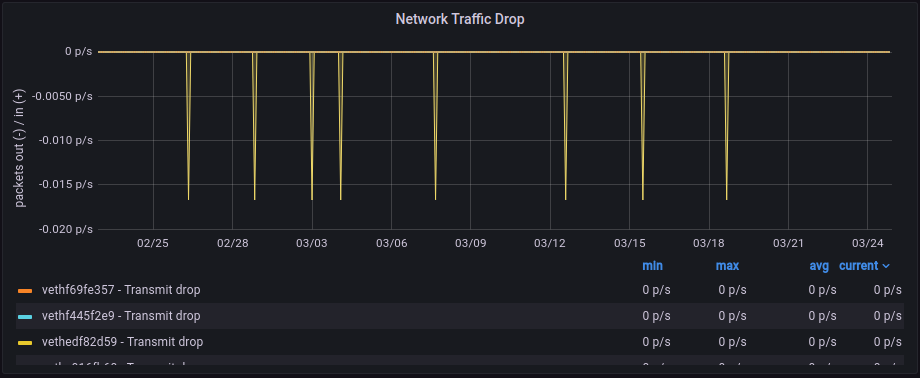 Network Traffic Drop
packets out (-) / in (+)
0 p/s
-0.0050 p/s
-0.010 p/s
-0.015 p/s
-0.020 p/s
02/25 02/28 03/03 03/06 03/09 03/12 03/15 03/18 03/21 03/24
min max avg current
vethf69fe357 - Transmit drop 0 p/s 0 p/s 0 p/s 0 p/s
vethf445f2e9 - Transmit drop 0 p/s 0 p/s 0 p/s 0 p/s
vethedf82d59 - Transmit drop 0 p/s 0 p/s 0 p/s 0 p/s